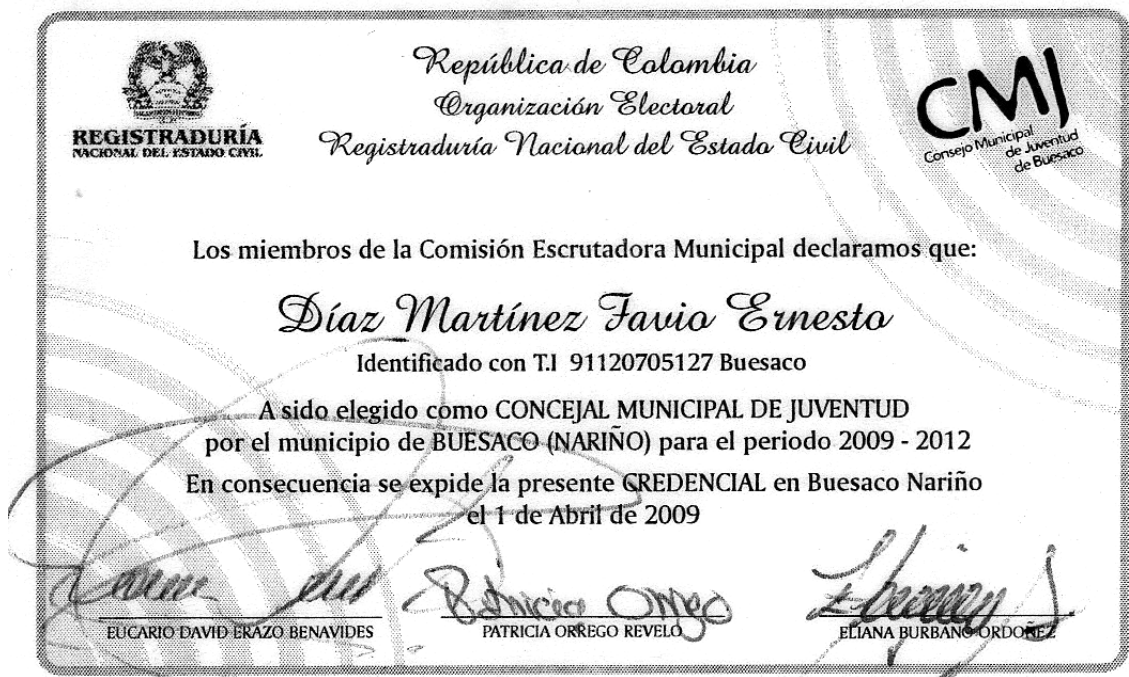 República de Colombia
Organización Electoral
Registraduría Nacional del Estado Civil
REGISTRADURÍA
NACIONAL DEL ESTADO CIVIL
CMJ
Consejo Municipal
de Juventud
de Buesaco
Los miembros de la Comisión Escrutadora Municipal declaramos que:
Díaz Martínez Favio Ernesto
Identificado con T.I 91120705127 Buesaco
A sido elegido como CONCEJAL MUNICIPAL DE JUVENTUD
por el municipio de BUESACO (NARIÑO) para el periodo 2009 - 2012
En consecuencia se expide la presente CREDENCIAL en Buesaco Nariño
el 1 de Abril de 2009
Patricia Orrego
EUCARIO DAVID ERAZO BENAVIDES
PATRICIA ORREGO REVELO
ELIANA BURBANO ORDOÑEZ